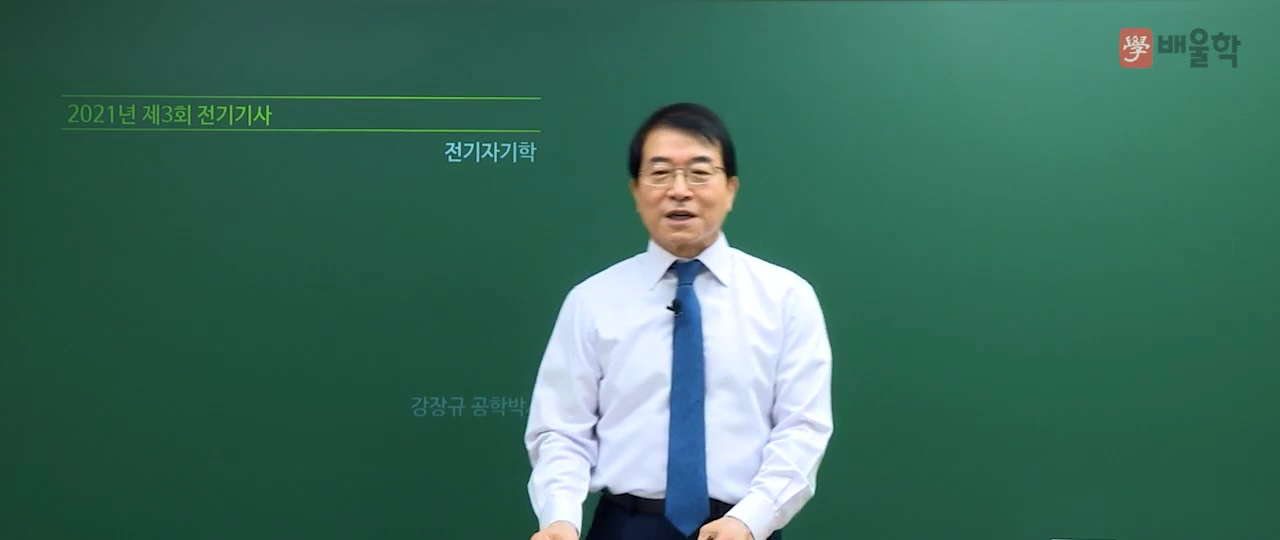 學 배울학
2021년 제3회 전기기사
전기자기학
강장규 공학박